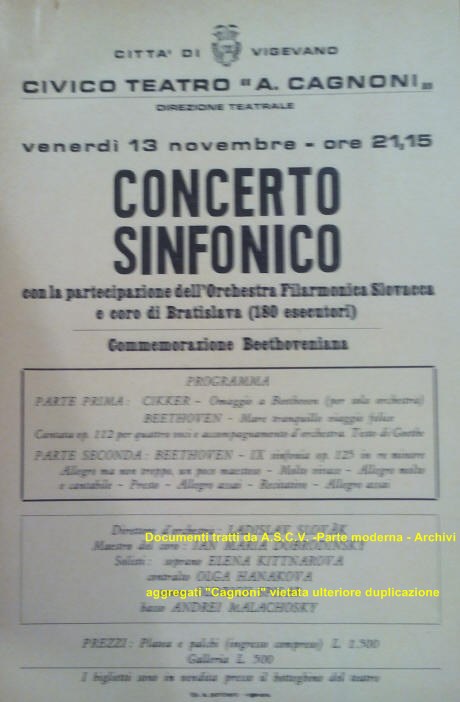 CITTA' DI VIGEVANO
CIVICO TEATRO "A. CAGNONI"
DIREZIONE TEATRALE
venerdì 13 novembre - ore 21,15
CONCERTO
SINFONICO
con la partecipazione dell'Orchestra Filarmonica Slovacca
e coro di Bratislava (180 esecutori)
Commemorazione Beethoveniana
PROGRAMMA
PARTE PRIMA: CIKKER - Omaggio a Beethoven (per sola orchestra)
BEETHOVEN - Mare tranquillo viaggio felice
Cantata op. 112 per quattro voci e accompagnamento d'orchestra. Testo di Goethe
PARTE SECONDA: BEETHOVEN - IX sinfonia op. 125 in re minore
Allegro ma non troppo, un poco maestoso - Molto vivace - Allegro molto
e cantabile - Presto - Allegro assai - Recitativo - Allegro assai
Direttore d'orchestra: LADISLAV SLOVÁK
Documenti tratti da A.S.C.V. -Parte moderna - Archivi
Maestro del coro: JAN MARIA DOBRODINSKY
Solisti: soprano ELENA KITTNAROVA
contralto OLGA HANAKOVA
aggregati "Cagnoni" vietata ulteriore duplicazione
basso ANDREI MALACHOSKY
PREZZI: Platea e palchi (ingresso compreso) L. 1.500
Galleria L. 500
I biglietti sono in vendita presso il botteghino del teatro